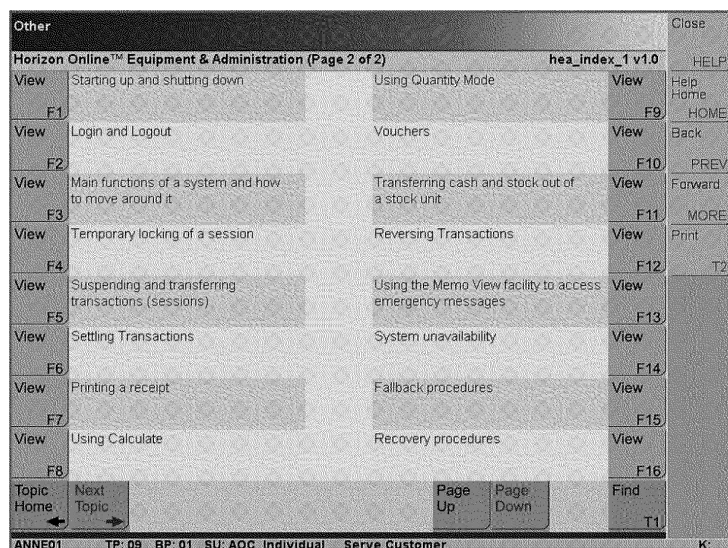 Other
Close
HELP
Horizon Online™ Equipment & Administration (Page 2 of 2) hea_index_1 v1.0
View F1 Starting up and shutting down
Using Quantity Mode View F9
Help Home HOME
View F2 Login and Logout
Vouchers View F10
Back PREV
View F3 Main functions of a system and how
to move around it
Transferring cash and stock out of
a stock unit View F11
Forward MORE
View F4 Temporary locking of a session
Reversing Transactions View F12
Print T2
View F5 Suspending and transferring
transactions (sessions)
Using the Memo View facility to access
emergency messages View F13
View F6 Settling Transactions
System unavailability View F14
View F7 Printing a receipt
Fallback procedures View F15
View F8 Using Calculate
Recovery procedures View F16
Topic Home
Next Topic
Page Up
Page Down
Find T1
ANNE01 TP: 09 BP: 01 SU: AOC Individual Serve Customer K: